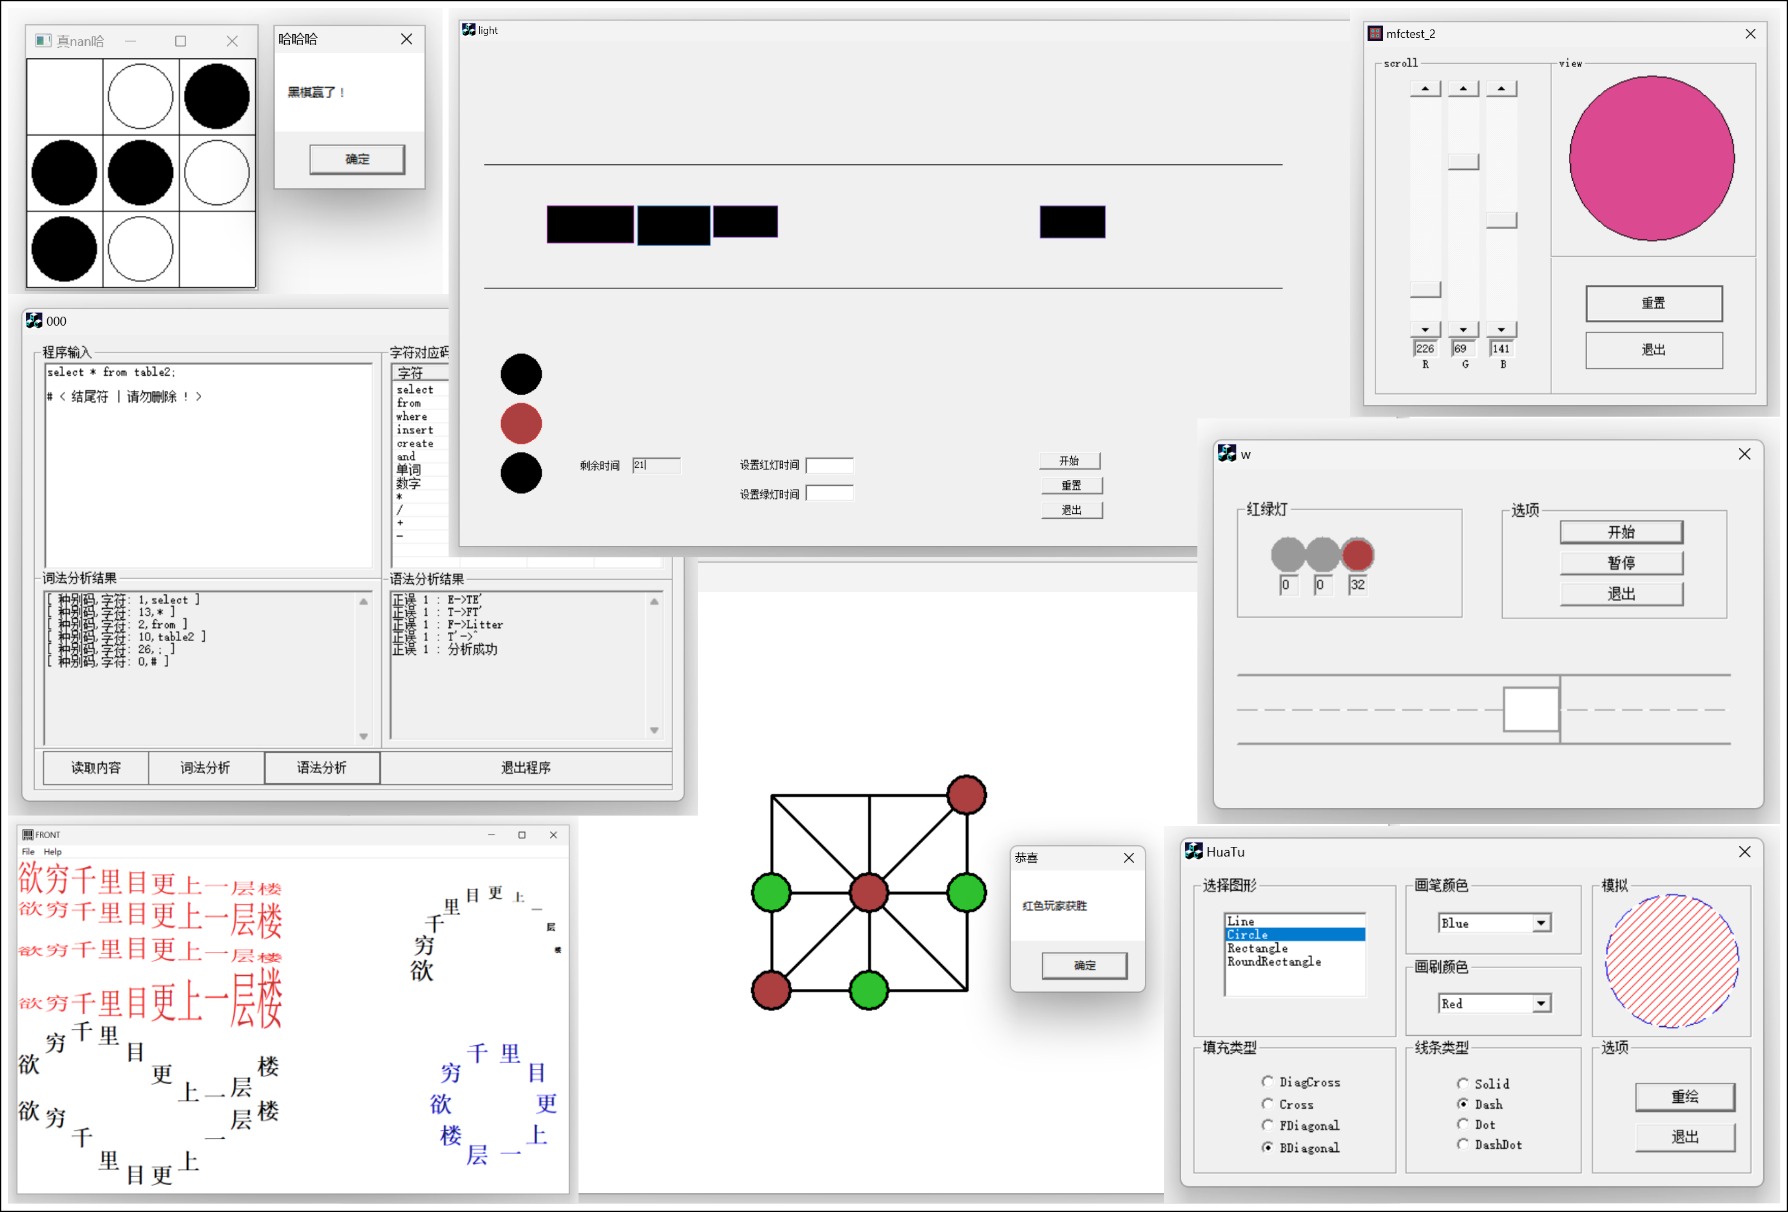 真nan哈
哈哈哈
黑棋赢了！
确定
light
剩余时间 21
设置红灯时间
设置绿灯时间
开始
重置
退出
mfctest_2
scroll
view
226 69 141
R G B
重置
退出
000
程序输入
select * from table2;
# < 结尾符 | 请勿删除 ! >
字符对应码
字符
select
from
where
insert
create
and
单词
数字
*
/
+
-
词法分析结果
[ 种别码,字符: 1,select ]
[ 种别码,字符: 13,* ]
[ 种别码,字符: 2,from ]
[ 种别码,字符: 10,table2 ]
[ 种别码,字符: 26,; ]
[ 种别码,字符: 0,# ]
语法分析结果
正误 1 : E->TE'
正误 1 : T->FT'
正误 1 : F->Litter
正误 1 : T'->^
正误 1 : 分析成功
读取内容 词法分析 语法分析 退出程序
w
红绿灯
0 0 32
选项
开始
暂停
退出
FRONT
File Help
欲穷千里目更上一层楼
欲穷千里目更上一层楼
欲穷千里目更上一层楼
欲穷千里目更上一层楼
欲穷千里目更上一层楼
欲穷千里目更上一层楼
欲穷千里目更上一层楼
欲穷千里目更上一层楼
恭喜
红色玩家获胜
确定
HuaTu
选择图形
Line
Circle
Rectangle
RoundRectangle
画笔颜色
Blue
画刷颜色
Red
模拟
填充类型
DiagCross
Cross
FDiagonal
BDiagonal
线条类型
Solid
Dash
Dot
DashDot
选项
重绘
退出